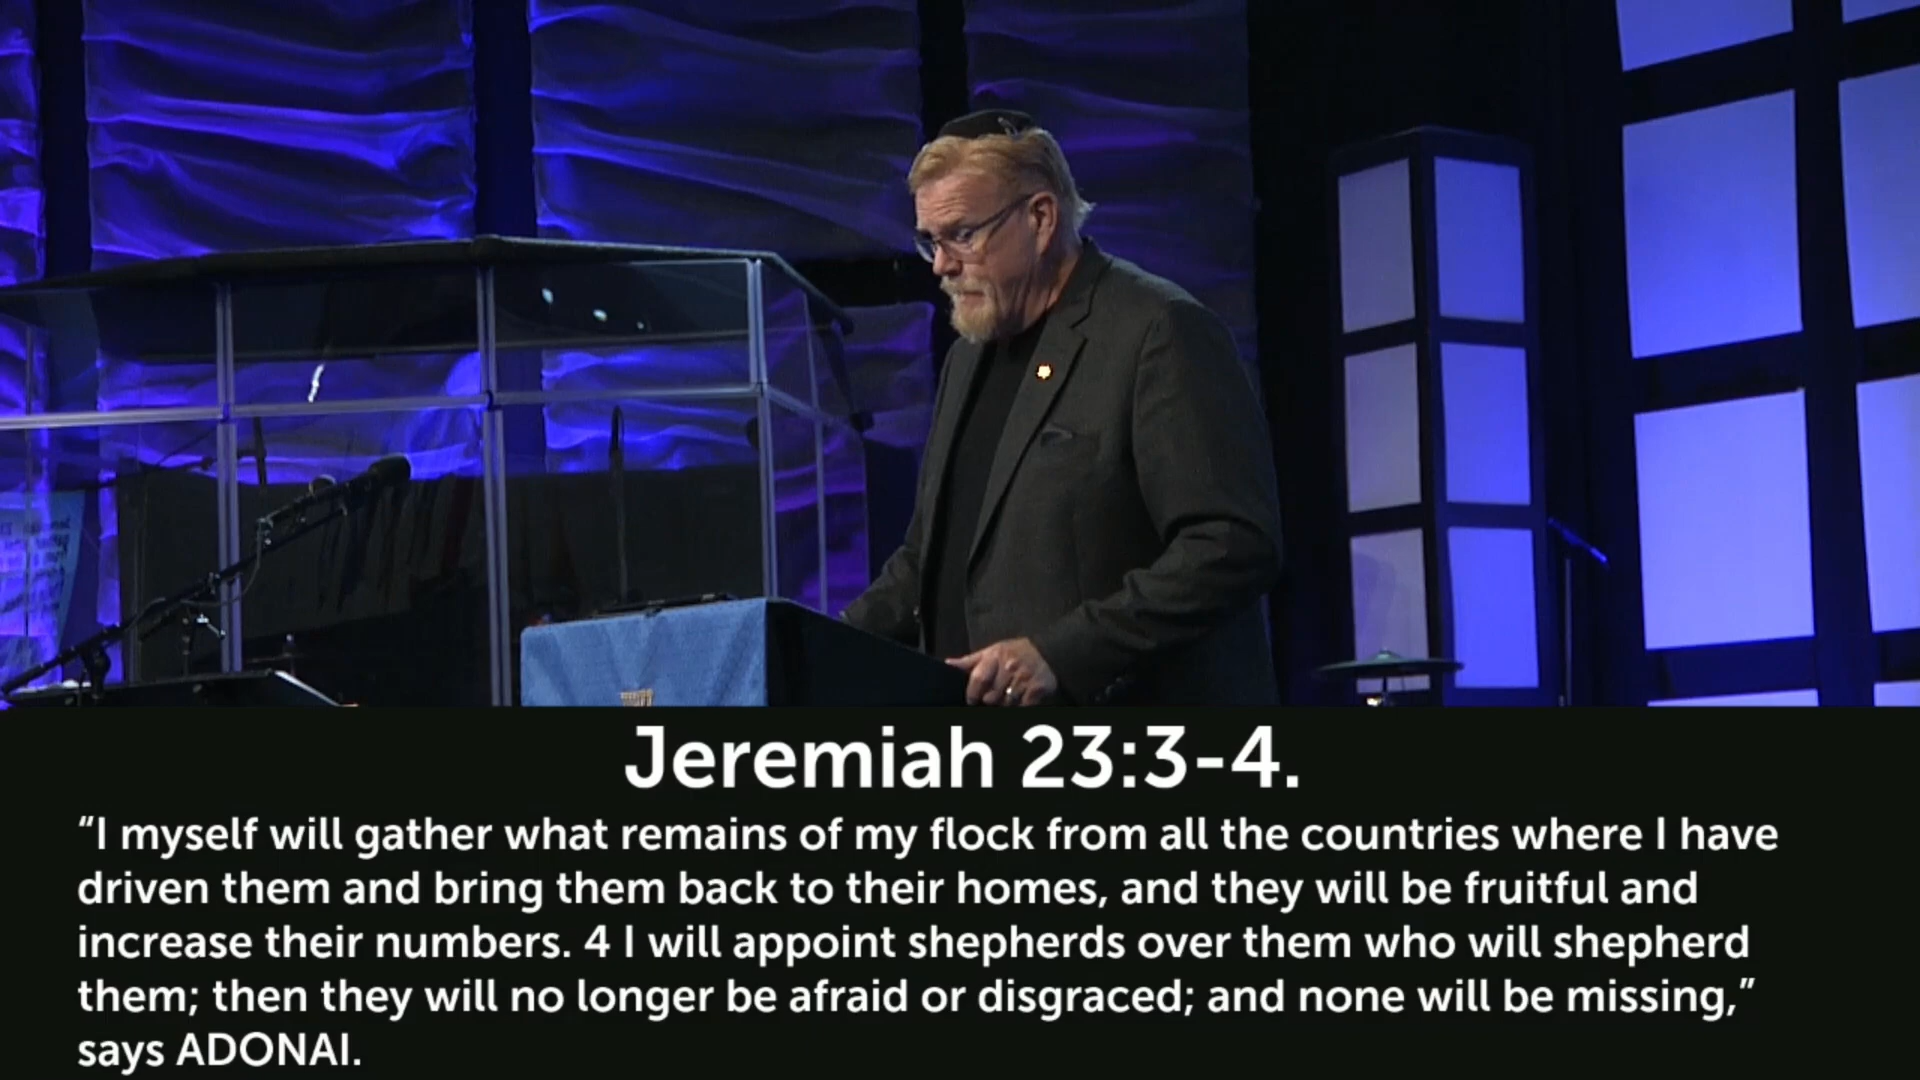 Jeremiah 23:3-4.
“I myself will gather what remains of my flock from all the countries where I have
driven them and bring them back to their homes, and they will be fruitful and
increase their numbers. 4 I will appoint shepherds over them who will shepherd
them; then they will no longer be afraid or disgraced; and none will be missing,”
says ADONAI.